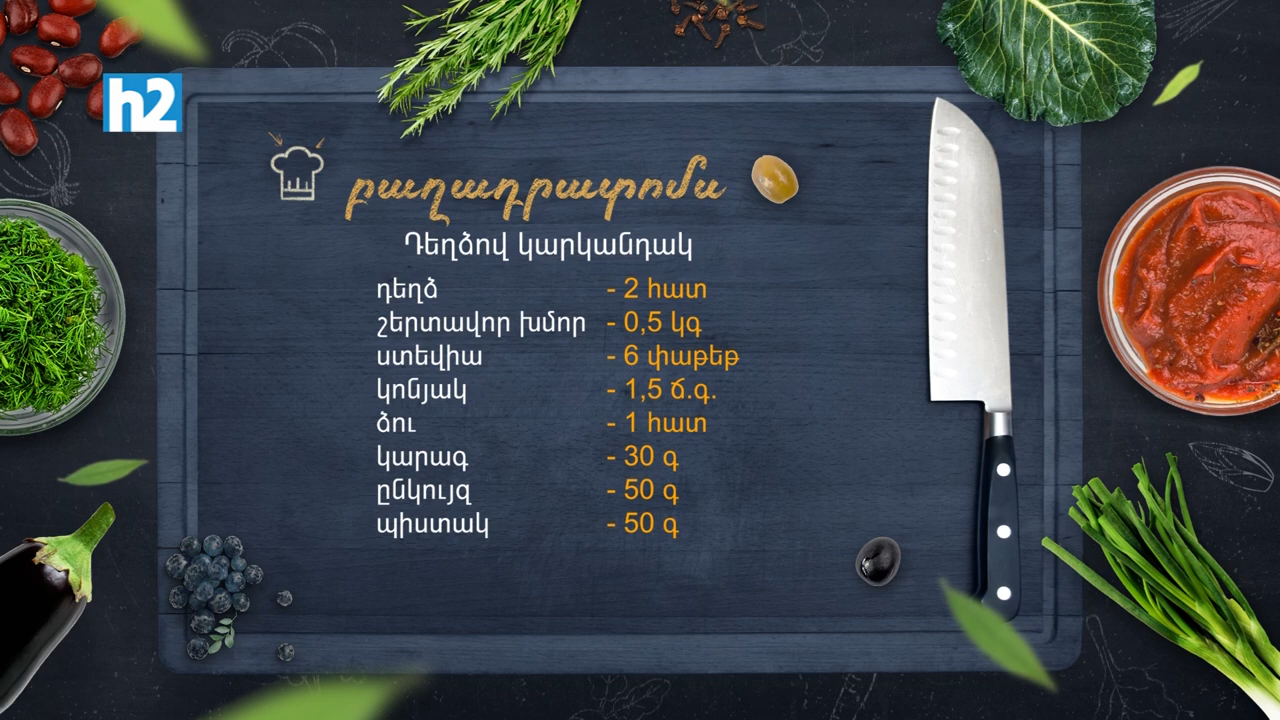 h2
բաղադրատոմս
Դեղձով կարկանդակ
դեղձ - 2 հատ
շերտավոր խմոր - 0,5 կգ
ստեվիա - 6 փաթեթ
կոնյակ - 1,5 ճ.գ.
ձու - 1 հատ
կարագ - 30 գ
ընկույզ - 50 գ
պիստակ - 50 գ